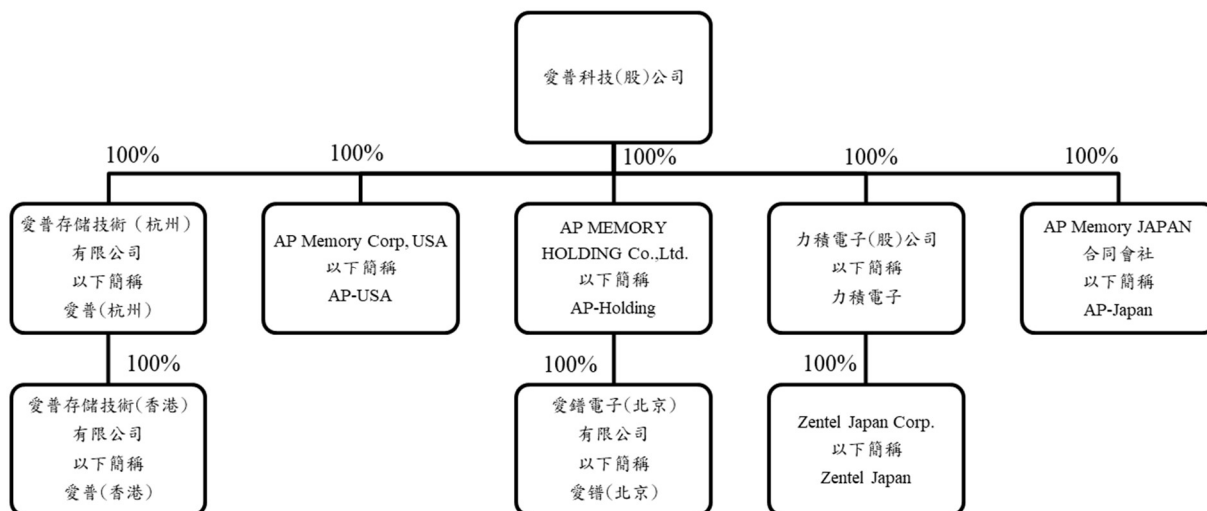 愛普科技(股)公司
100%
100%
100%
100%
100%
愛普存儲技術（杭州）
有限公司
以下簡稱
愛普(杭州)
AP Memory Corp, USA
以下簡稱
AP-USA
AP MEMORY
HOLDING Co.,Ltd.
以下簡稱
AP-Holding
力積電子(股)公司
以下簡稱
力積電子
AP Memory JAPAN
合同會社
以下簡稱
AP-Japan
100%
100%
100%
愛普存儲技術(香港)
有限公司
以下簡稱
愛普(香港)
愛鐠電子(北京)
有限公司
以下簡稱
愛鐠(北京)
Zentel Japan Corp.
以下簡稱
Zentel Japan